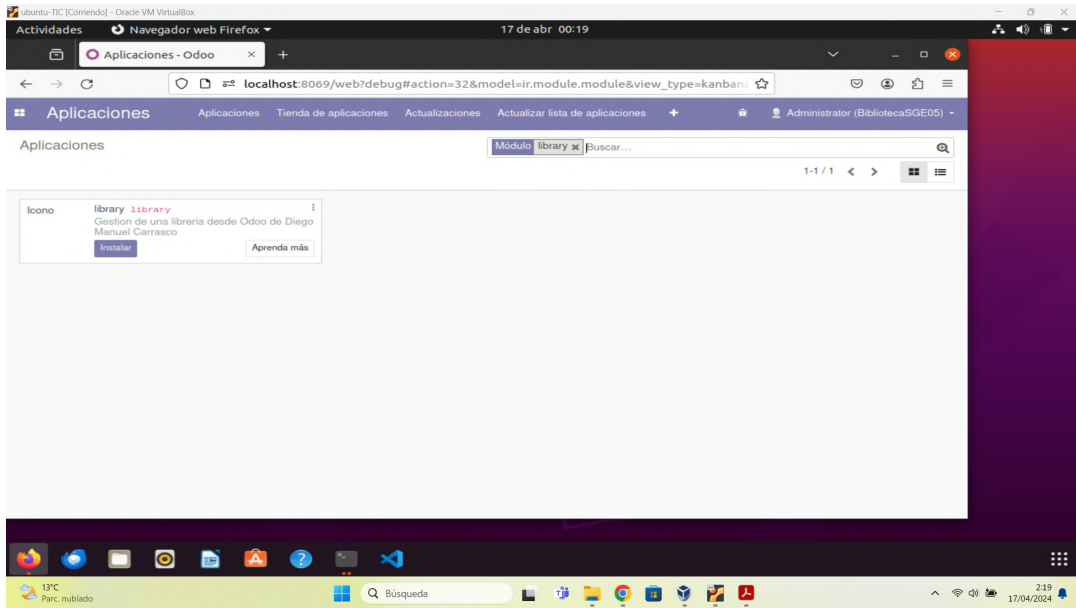 ubuntu-TIC [Corriendo] - Oracle VM VirtualBox
Actividades Navegador web Firefox 17 de abr 00:19
Aplicaciones - Odoo
localhost:8069/web?debug#action=32&model=ir.module.module&view_type=kanban&
Aplicaciones Aplicaciones Tienda de aplicaciones Actualizaciones Actualizar lista de aplicaciones Administrator (BibliotecaSGE05)
Aplicaciones Módulo library Buscar...
1-1 / 1
Icono library library
Gestion de una libreria desde Odoo de Diego
Manuel Carrasco
Instalar Aprenda más
13°C
Parc. nublado
Búsqueda
2:19
17/04/2024